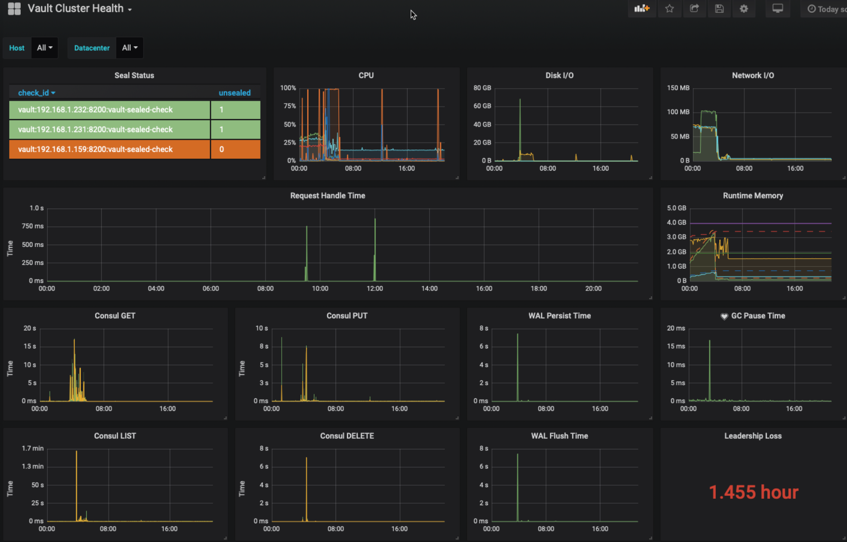 Vault Cluster Health
Today so
Host All Datacenter All
Seal Status
check_id unsealed
vault:192.168.1.232:8200:vault-sealed-check 1
vault:192.168.1.231:8200:vault-sealed-check 1
vault:192.168.1.159:8200:vault-sealed-check 0
CPU
100%
75%
50%
25%
0%
00:00 08:00 16:00
Disk I/O
80 GB
60 GB
40 GB
20 GB
0 B
00:00 08:00 16:00
Network I/O
150 MB
100 MB
50 MB
0 B
00:00 08:00 16:00
Request Handle Time
Time
1.0 s
750 ms
500 ms
250 ms
0 ms
00:00 02:00 04:00 06:00 08:00 10:00 12:00 14:00 16:00 18:00 20:00
Runtime Memory
5.0 GB
4.0 GB
3.0 GB
2.0 GB
1.0 GB
0 B
00:00 08:00 16:00
Consul GET
Time
20 s
15 s
10 s
5 s
0 ms
00:00 08:00 16:00
Consul PUT
Time
10 s
8 s
5 s
3 s
0 ms
00:00 08:00 16:00
WAL Persist Time
8 s
6 s
4 s
2 s
0 ms
00:00 08:00 16:00
GC Pause Time
20 ms
15 ms
10 ms
5 ms
0 ms
00:00 08:00 16:00
Consul LIST
Time
1.7 min
1.3 min
50 s
25 s
0 ms
00:00 08:00 16:00
Consul DELETE
Time
8 s
6 s
4 s
2 s
0 ms
00:00 08:00 16:00
WAL Flush Time
8 s
6 s
4 s
2 s
0 ms
00:00 08:00 16:00
Leadership Loss
1.455 hour